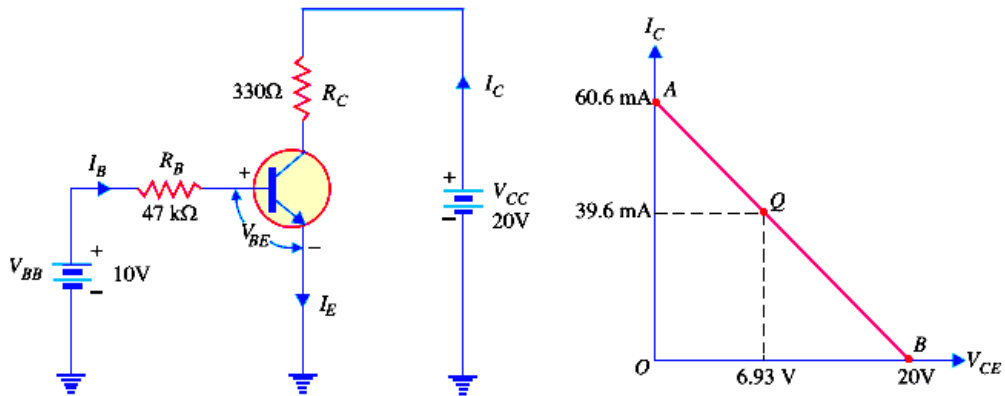 330Ω
R_C
I_C
I_B
R_B
47 kΩ
+
V_BE
−
V_BB
+
−
10V
I_E
+
−
V_CC
20V
I_C
60.6 mA
A
39.6 mA
Q
B
O
6.93 V
20V
V_CE